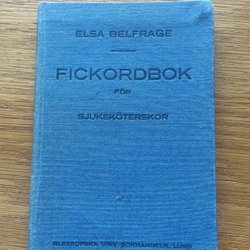 ELSA BELFRAGE
FICKORDBOK
FÖR
SJUKSKÖTERSKOR
GLEERUPSKA UNIV. BOKHANDELN, LUND